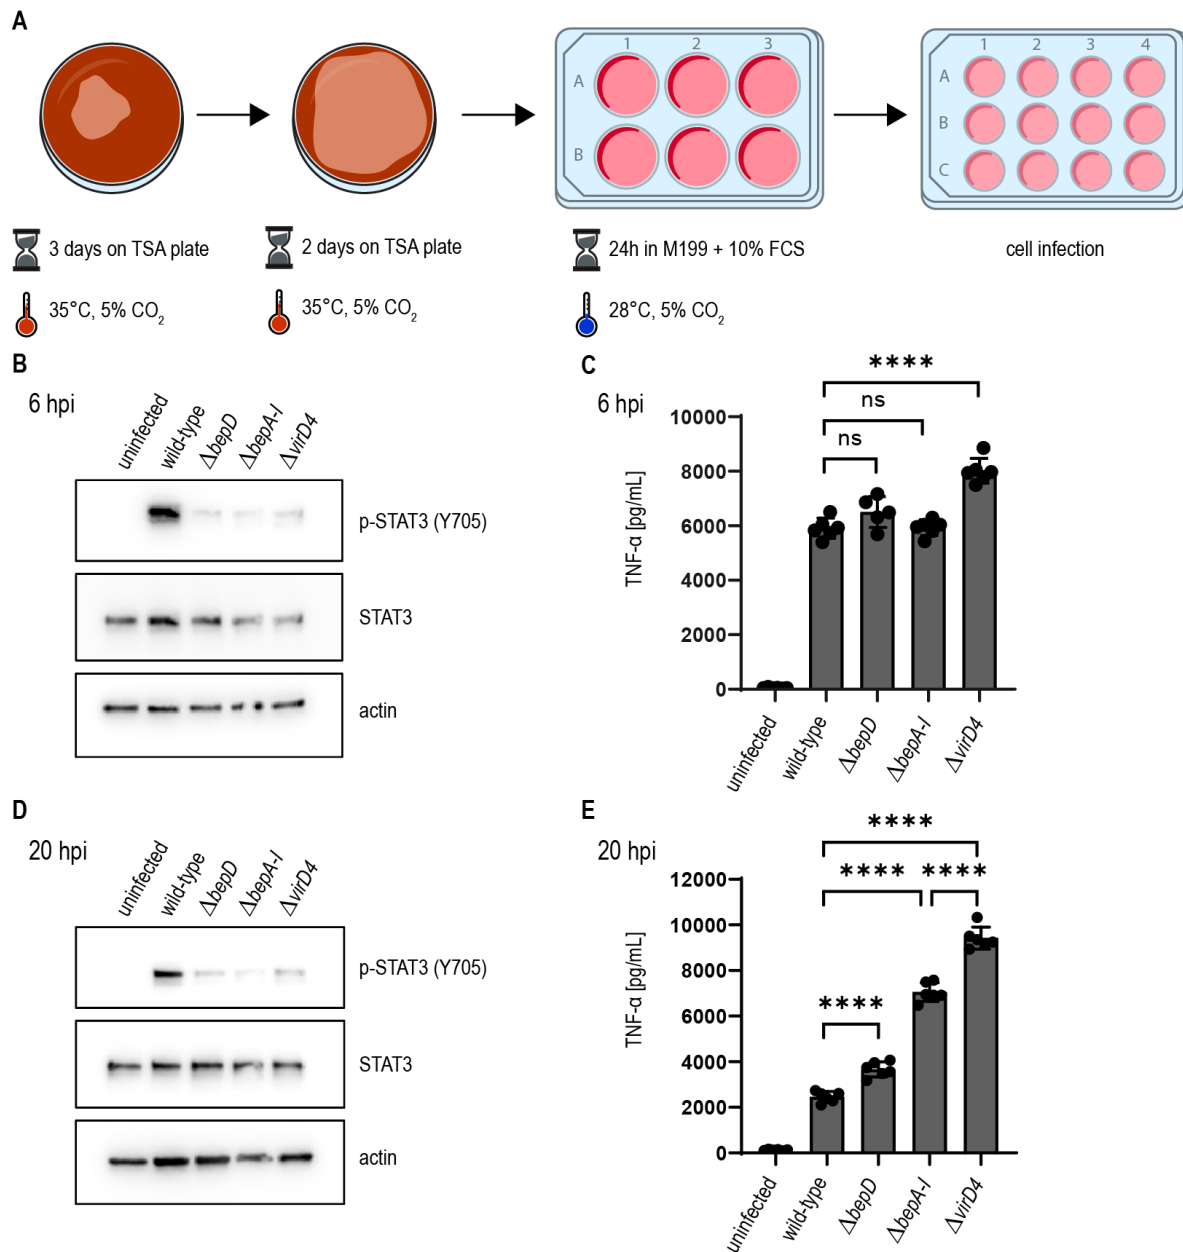 A
1 2 3
A
B
1 2 3 4
A
B
C
3 days on TSA plate
35°C, 5% CO₂
2 days on TSA plate
35°C, 5% CO₂
24h in M199 + 10% FCS
28°C, 5% CO₂
cell infection
B
6 hpi
uninfected
wild-type
ΔbepD
ΔbepA-I
ΔvirD4
p-STAT3 (Y705)
STAT3
actin
C
6 hpi
****
ns
ns
TNF-α [pg/mL]
10000
8000
6000
4000
2000
0
uninfected
wild-type
ΔbepD
ΔbepA-I
ΔvirD4
D
20 hpi
uninfected
wild-type
ΔbepD
ΔbepA-I
ΔvirD4
p-STAT3 (Y705)
STAT3
actin
E
20 hpi
****
**** ****
****
TNF-α [pg/mL]
12000
10000
8000
6000
4000
2000
0
uninfected
wild-type
ΔbepD
ΔbepA-I
ΔvirD4